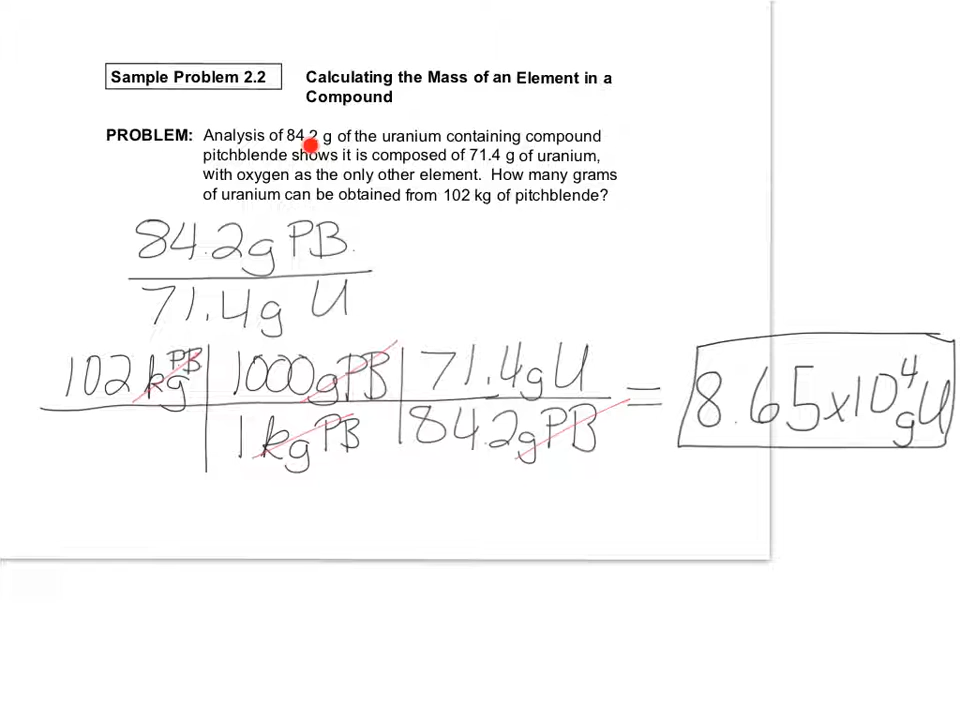 Sample Problem 2.2
Calculating the Mass of an Element in a
Compound
PROBLEM: Analysis of 84.2 g of the uranium containing compound
pitchblende shows it is composed of 71.4 g of uranium,
with oxygen as the only other element. How many grams
of uranium can be obtained from 102 kg of pitchblende?
84.2g PB.
71.4g U
102 kg PB | 1000g PB | 71.4g U = 8.65x10⁴ g U
1 kg PB | 84.2g PB